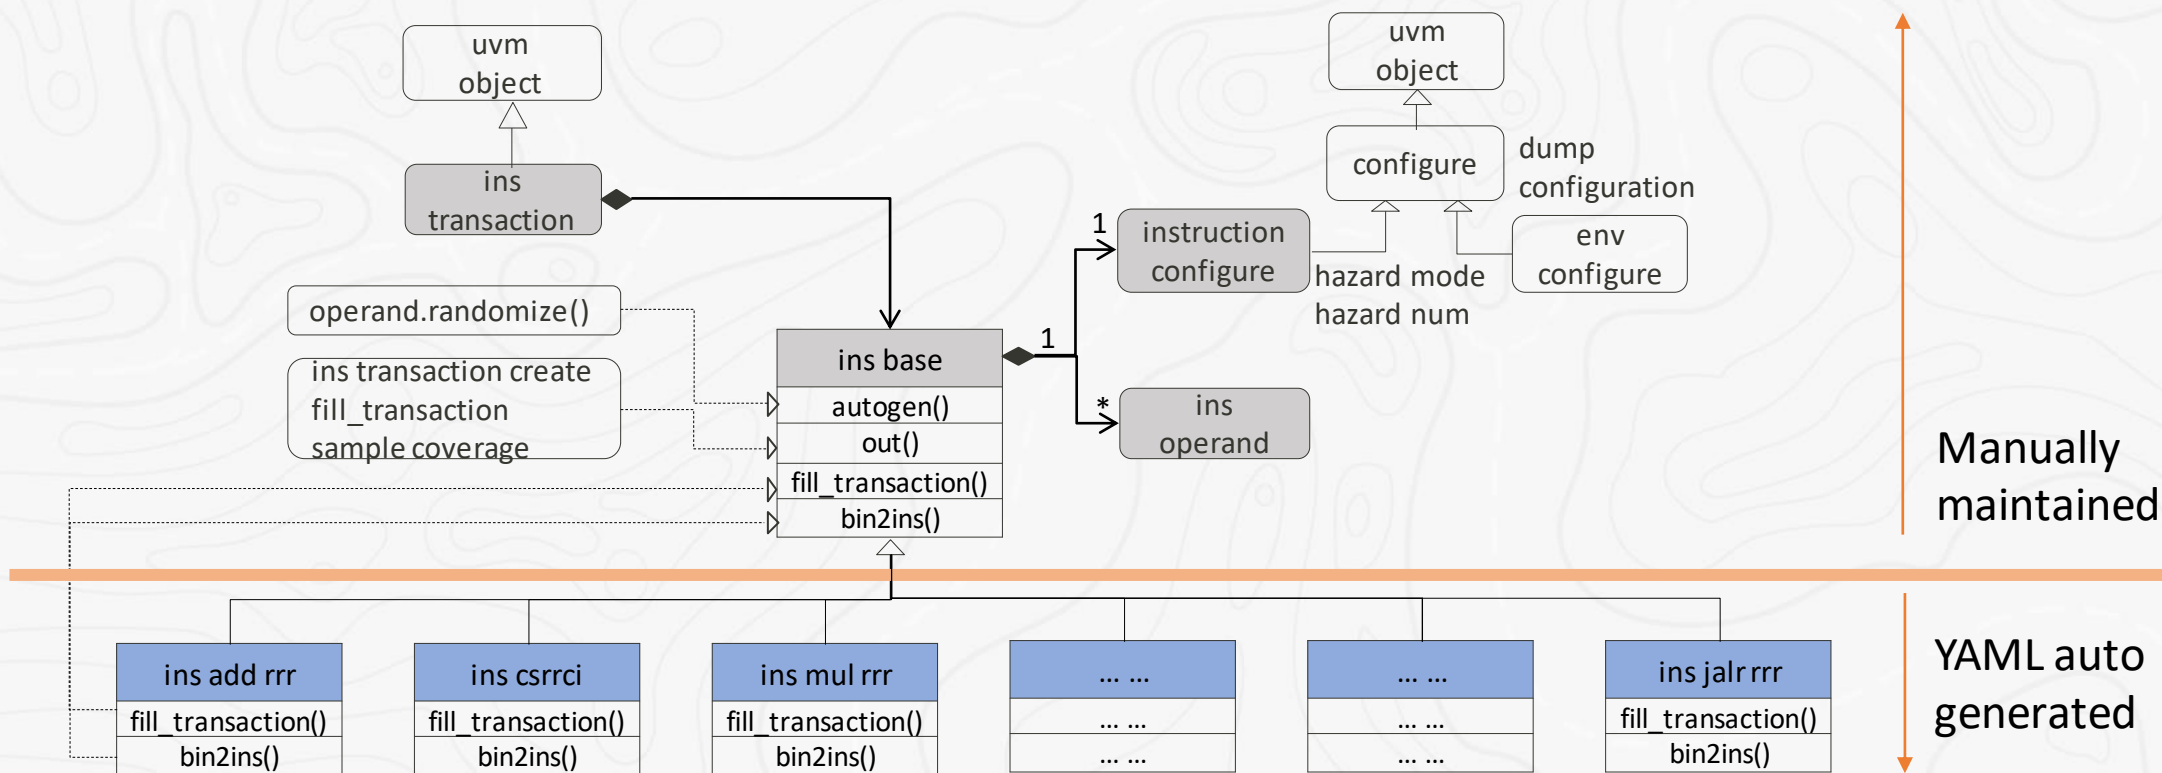 uvm
object
uvm
object
configure
dump
configuration
ins
transaction
1
instruction
configure
env
configure
hazard mode
hazard num
operand.randomize()
ins transaction create
fill_transaction
sample coverage
ins base
1
autogen()
out()
fill_transaction()
bin2ins()
*
ins
operand
Manually
maintained
ins add rrr
fill_transaction()
bin2ins()
ins csrrci
fill_transaction()
bin2ins()
ins mul rrr
fill_transaction()
bin2ins()
... ...
... ...
... ...
... ...
... ...
... ...
ins jalr rrr
fill_transaction()
bin2ins()
YAML auto
generated